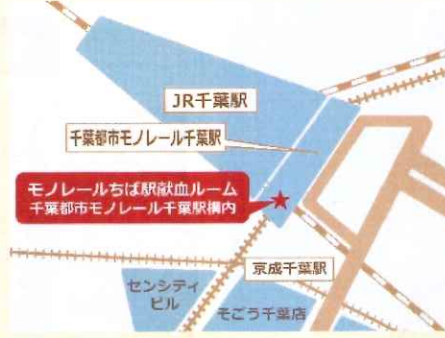 JR千葉駅
千葉都市モノレール千葉駅
モノレールちば駅献血ルーム
千葉都市モノレール千葉駅構内
京成千葉駅
センシティ
ビル
そごう千葉店